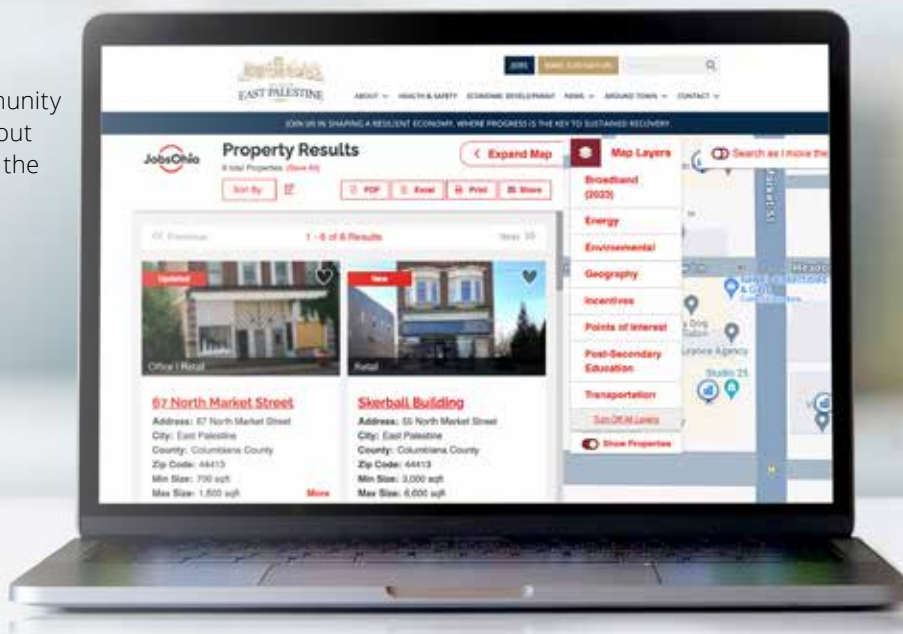 munity
out
the
EAST PALESTINE
JOBS
ABOUT
HEALTH & SAFETY
ECONOMIC DEVELOPMENT
NEWS
AROUND TOWN
CONTACT
JOIN US IN SHAPING A RESILIENT ECONOMY, WHERE PROGRESS IS THE KEY TO SUSTAINED RECOVERY.
JobsOhio
Property Results
6 total Properties (Save All)
Sort By
PDF
Excel
Print
Share
Expand Map
Previous
1 - 6 of 6 Results
Next
Updated
Office | Retail
67 North Market Street
Address: 67 North Market Street
City: East Palestine
County: Columbiana County
Zip Code: 44413
Min Size: 700 sqft
Max Size: 1,800 sqft
More
New
Retail
Skerball Building
Address: 55 North Market Street
City: East Palestine
County: Columbiana County
Zip Code: 44413
Min Size: 3,000 sqft
Max Size: 6,000 sqft
Map Layers
Broadband
(2023)
Energy
Environmental
Geography
Incentives
Points of Interest
Post-Secondary
Education
Transportation
Turn Off All Layers
Show Properties
Search as I move the
Market St
Studio 25